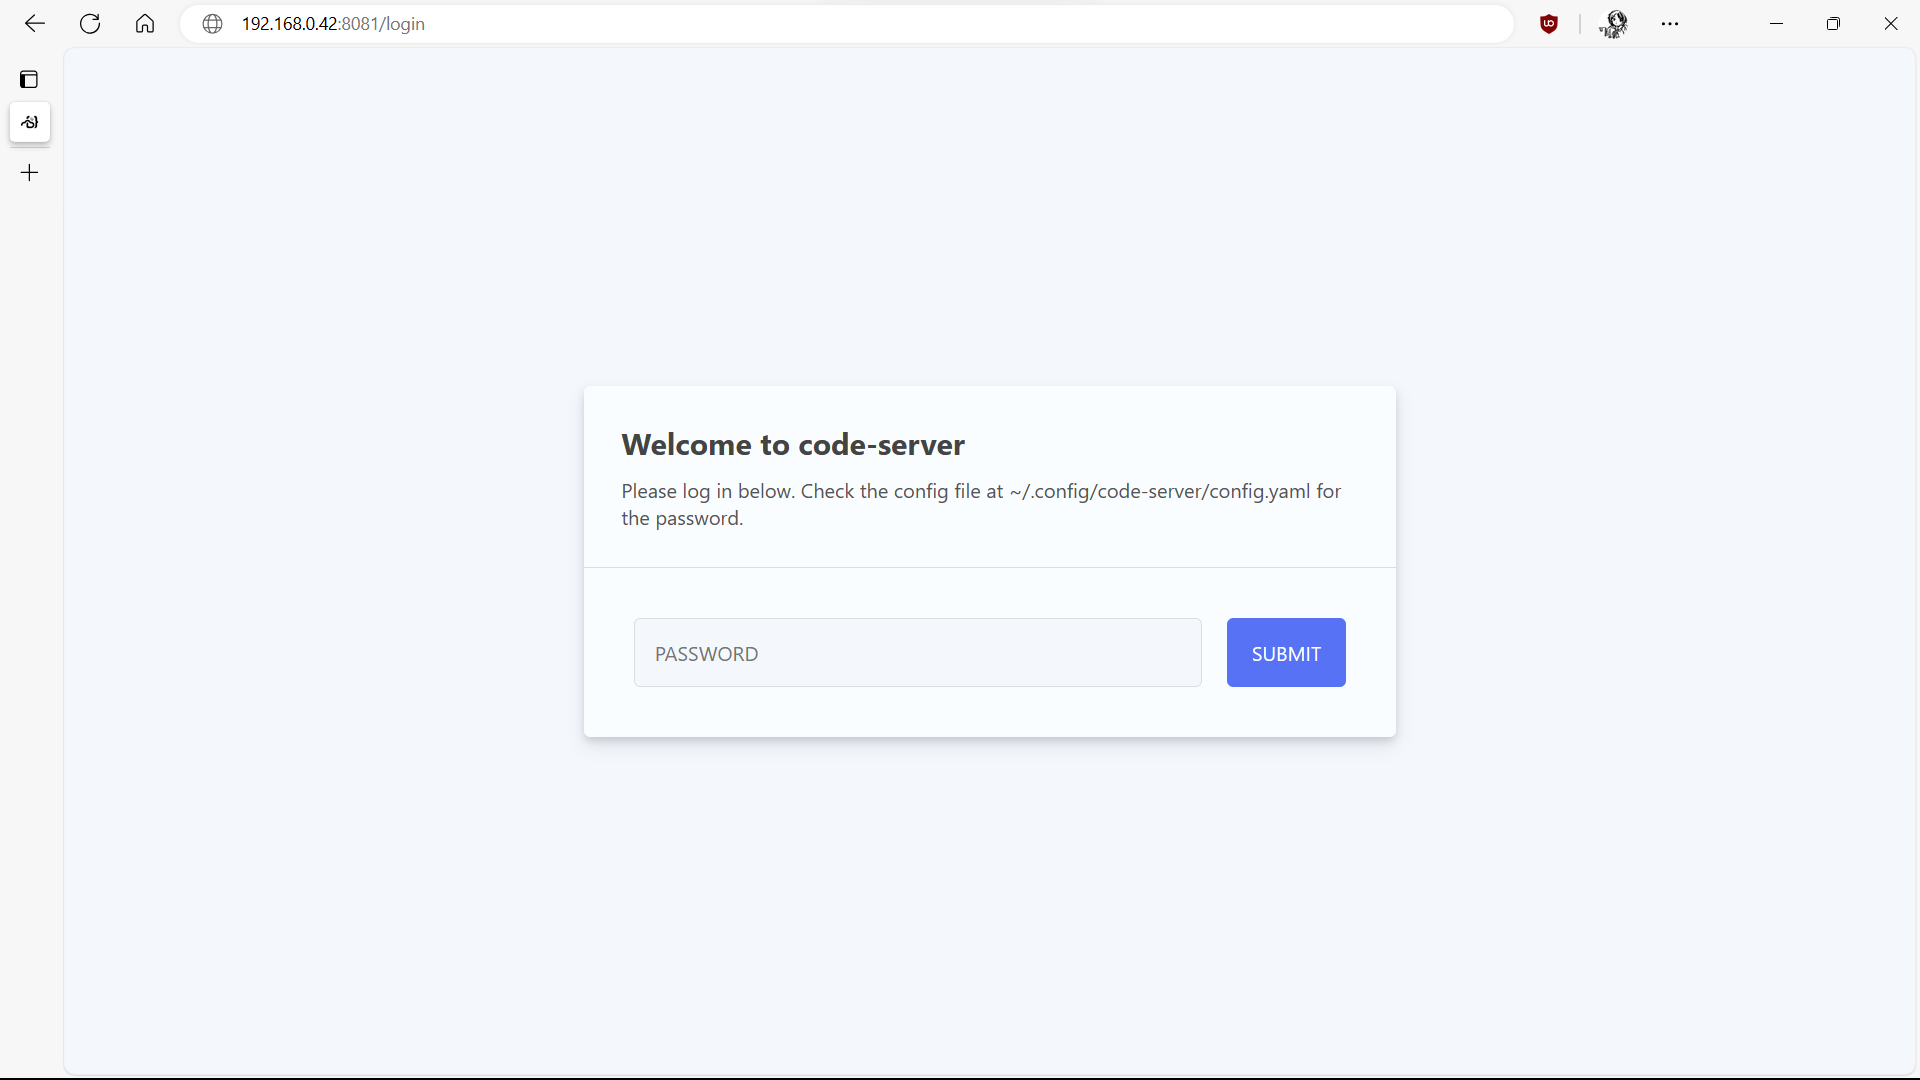 192.168.0.42:8081/login
Welcome to code-server
Please log in below. Check the config file at ~/.config/code-server/config.yaml for
the password.
PASSWORD
SUBMIT